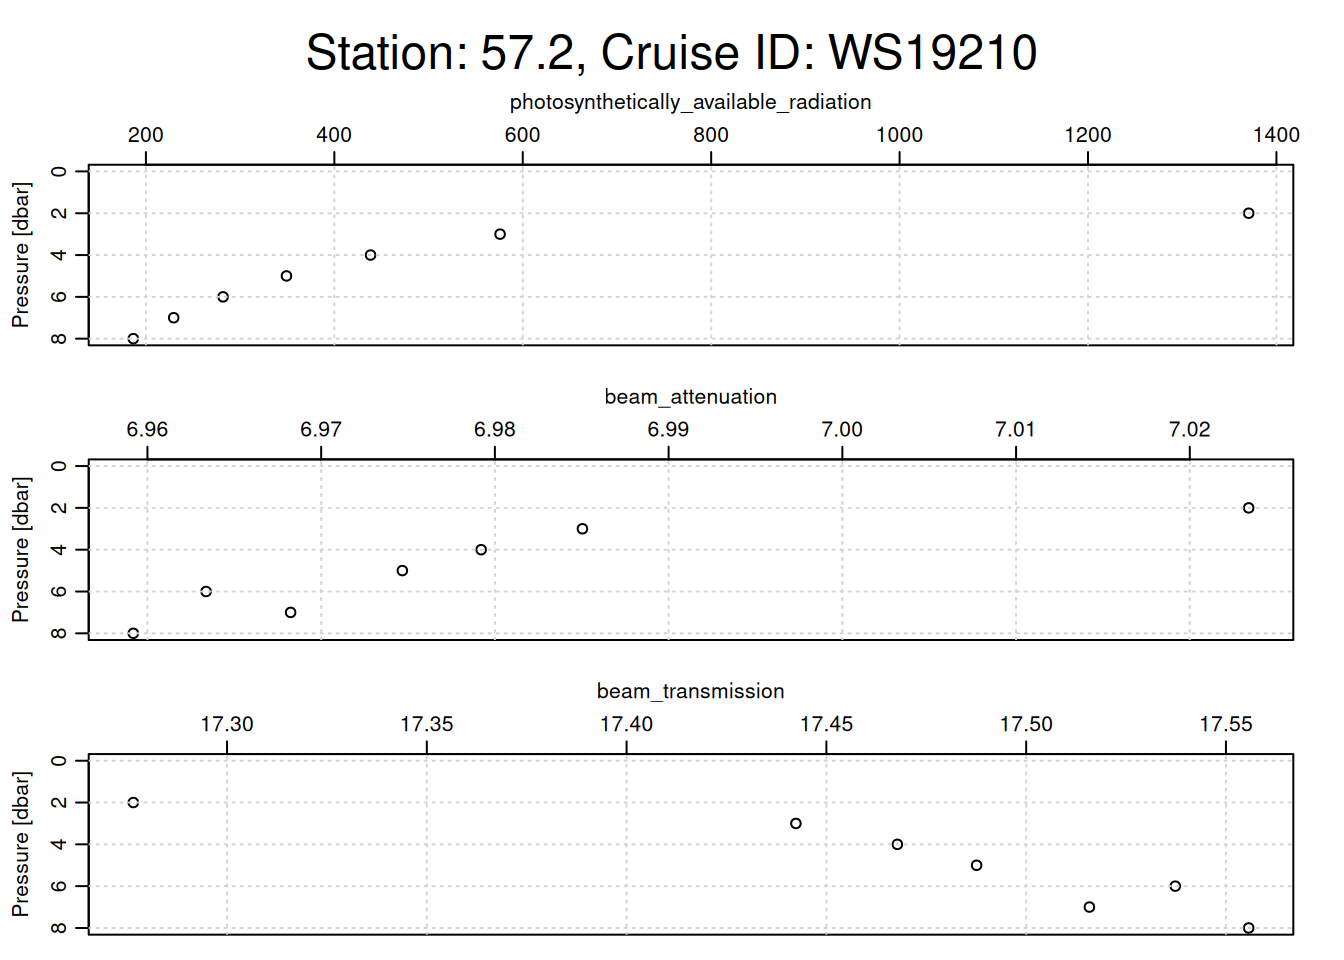 Station: 57.2, Cruise ID: WS19210
photosynthetically_available_radiation
200 400 600 800 1000 1200 1400
Pressure [dbar]
0
2
4
6
8
beam_attenuation
6.96 6.97 6.98 6.99 7.00 7.01 7.02
Pressure [dbar]
0
2
4
6
8
beam_transmission
17.30 17.35 17.40 17.45 17.50 17.55
Pressure [dbar]
0
2
4
6
8